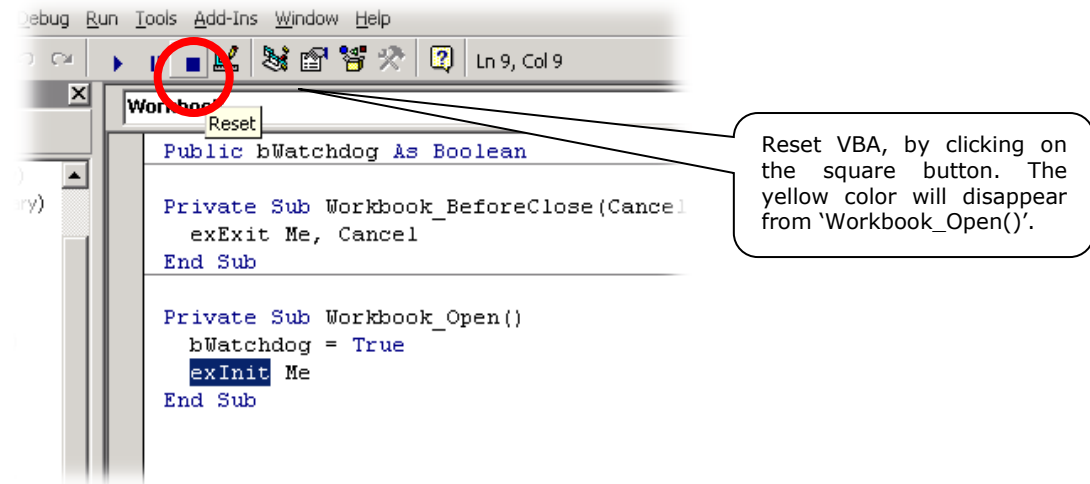 Debug Run Tools Add-Ins Window Help
Ln 9, Col 9
Reset
Public bWatchdog As Boolean
ry)
Private Sub Workbook_BeforeClose(Cancel
exExit Me, Cancel
End Sub
Private Sub Workbook_Open()
bWatchdog = True
exInit Me
End Sub
Reset VBA, by clicking on
the square button. The
yellow color will disappear
from ‘Workbook_Open()’.